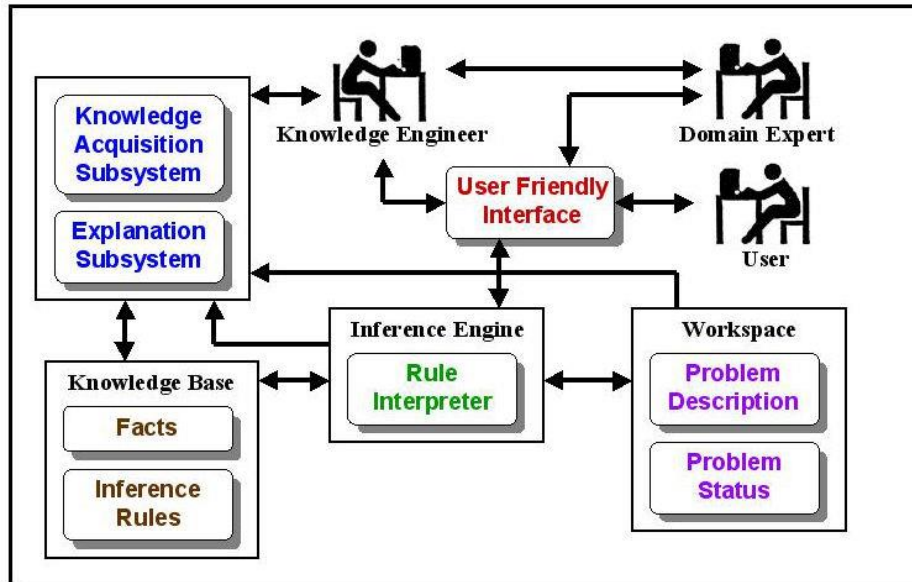 Knowledge
Acquisition
Subsystem
Explanation
Subsystem
Knowledge Engineer
Domain Expert
User Friendly
Interface
User
Inference Engine
Rule
Interpreter
Workspace
Problem
Description
Problem
Status
Knowledge Base
Facts
Inference
Rules